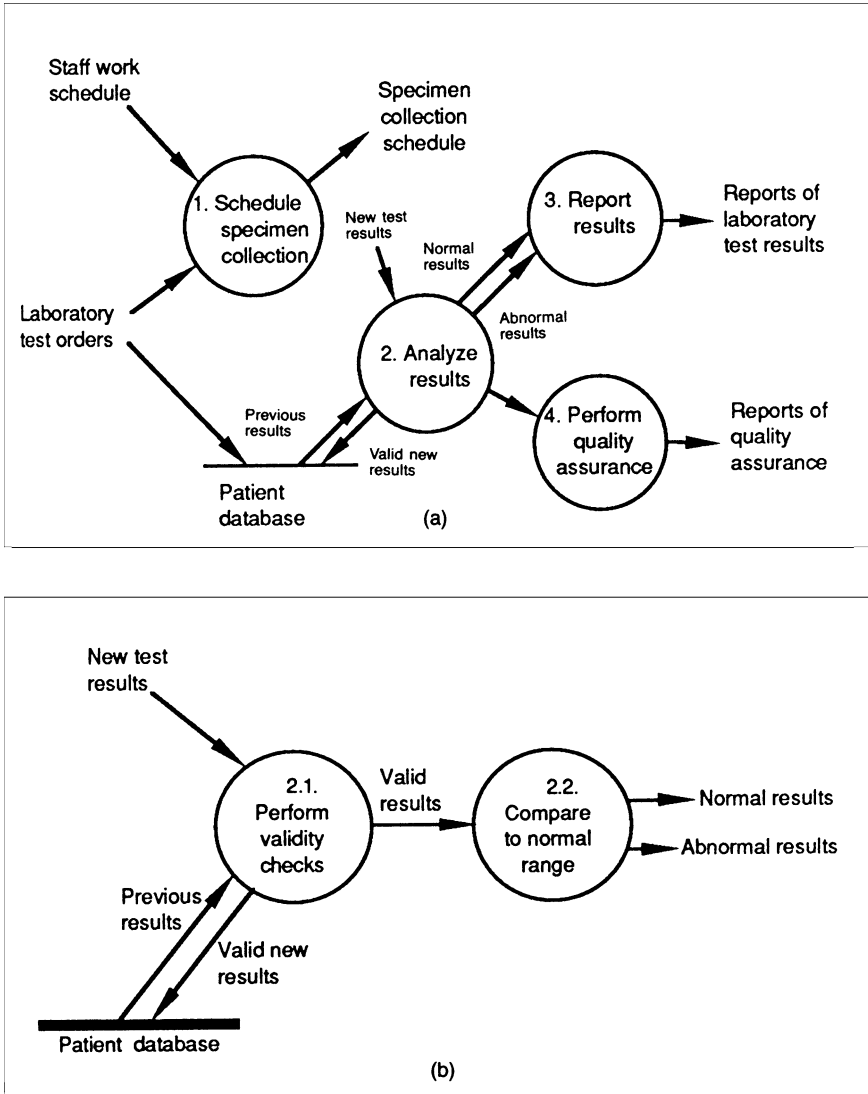 Staff work
schedule
Specimen
collection
schedule
1. Schedule
specimen
collection
New test
results
Normal
results
3. Report
results
Reports of
laboratory
test results
Laboratory
test orders
Abnormal
results
2. Analyze
results
Previous
results
Valid new
results
4. Perform
quality
assurance
Reports of
quality
assurance
Patient
database
(a)
New test
results
2.1.
Perform
validity
checks
Valid
results
2.2.
Compare
to normal
range
Normal results
Abnormal results
Previous
results
Valid new
results
Patient database
(b)